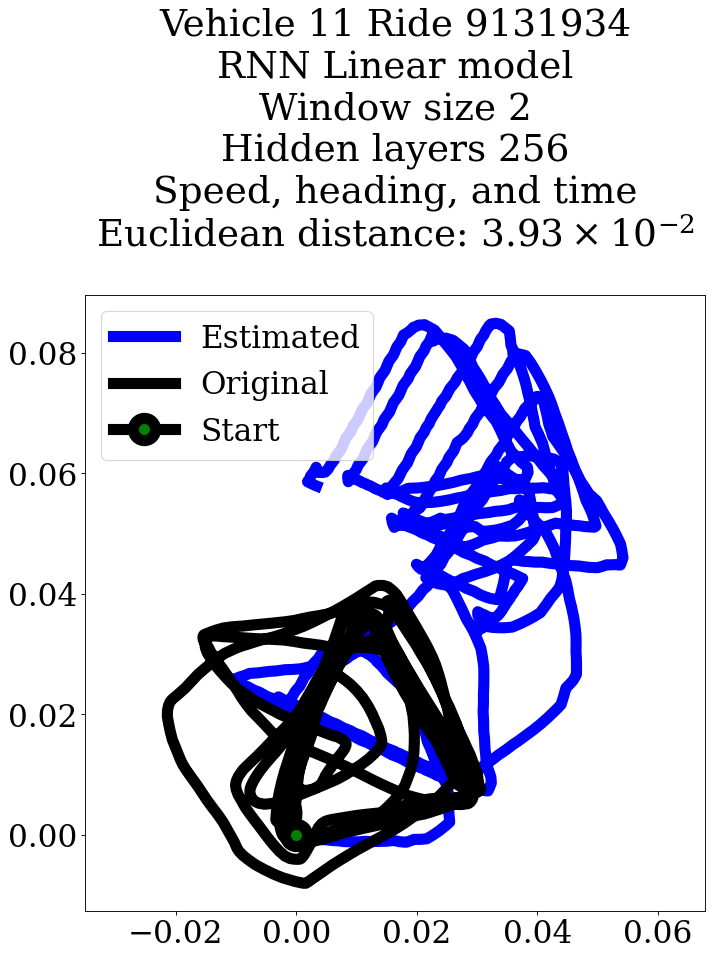 Vehicle 11 Ride 9131934
RNN Linear model
Window size 2
Hidden layers 256
Speed, heading, and time
Euclidean distance: 3.93 × 10⁻²
Estimated
Original
Start
0.08
0.06
0.04
0.02
0.00
−0.02 0.00 0.02 0.04 0.06